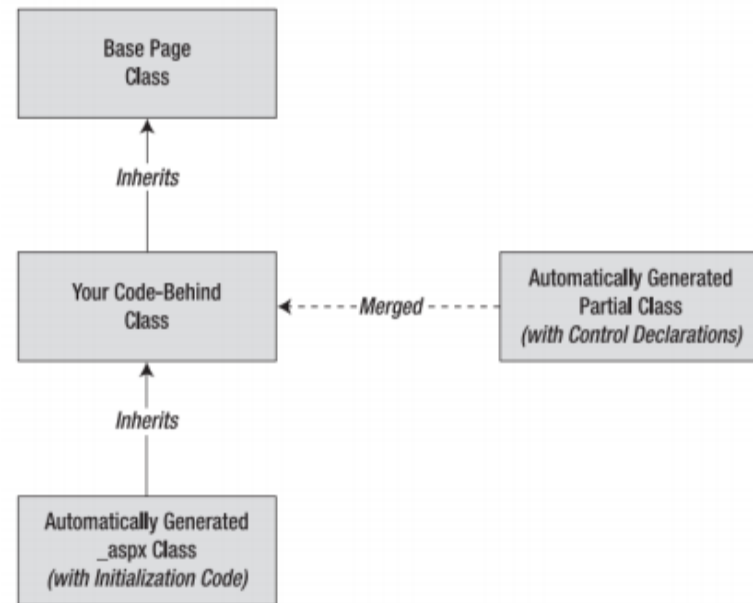 Base Page
Class
Inherits
Your Code-Behind
Class
Merged
Automatically Generated
Partial Class
(with Control Declarations)
Inherits
Automatically Generated
_aspx Class
(with Initialization Code)